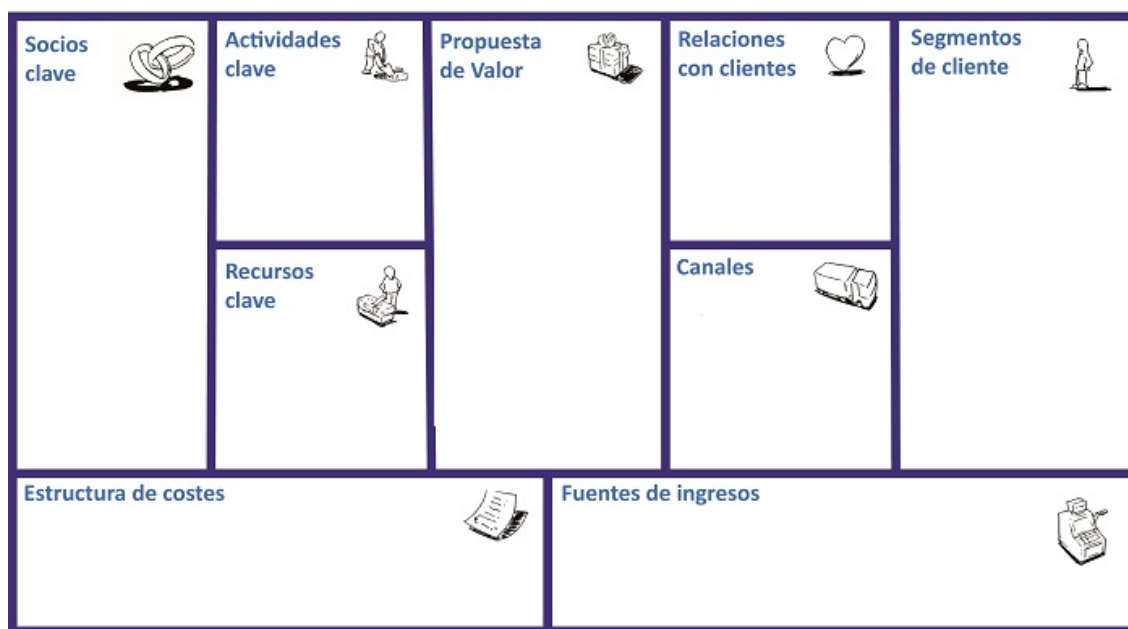 Socios
clave
Actividades
clave
Recursos
clave
Propuesta
de Valor
Relaciones
con clientes
Canales
Segmentos
de cliente
Estructura de costes
Fuentes de ingresos